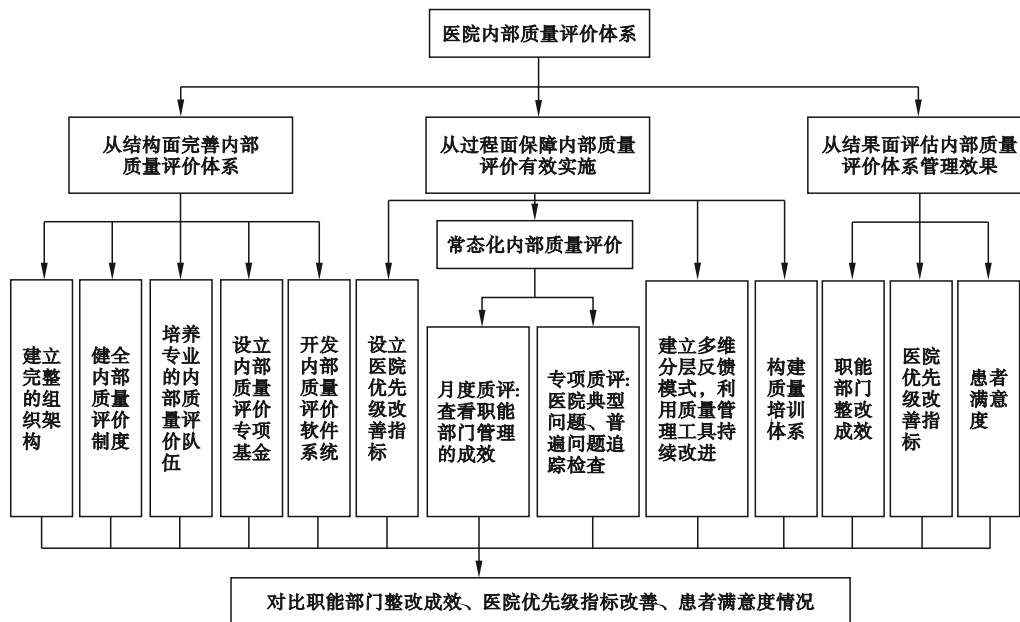 医院内部质量评价体系
从结构面完善内部
质量评价体系
从过程面保障内部质量
评价有效实施
从结果面评估内部质量
评价体系管理效果
常态化内部质量评价
建立
完整
的组
织架
构
健全
内部
质量
评价
制度
培养
专业
的内
部质
量评
价队
伍
设立
内部
质量
评价
专项
基金
开发
内部
质量
评价
软件
系统
设立
医院
优先
级改
善指
标
月度质评:
查看职能
部门管理
的成效
专项质评:
医院典型
问题、普
遍问题追
踪检查
建立多维
分层反馈
模式，利
用质量管
理工具持
续改进
构建
质量
培训
体系
职能
部门
整改
成效
医院
优先
级改
善指
标
患者
满意
度
对比职能部门整改成效、医院优先级指标改善、患者满意度情况